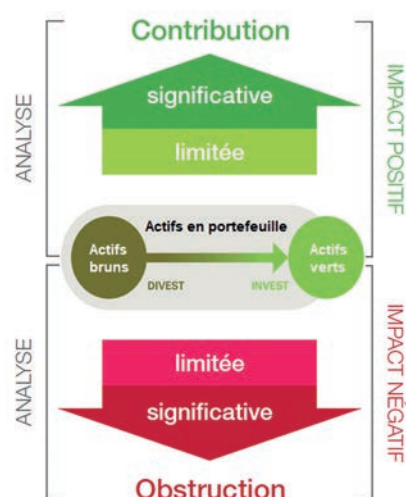 Contribution
significative
limitée
ANALYSE
IMPACT POSITIF
Actifs en portefeuille
Actifs
bruns
Actifs
verts
DIVEST
INVEST
ANALYSE
IMPACT NÉGATIF
limitée
significative
Obstruction